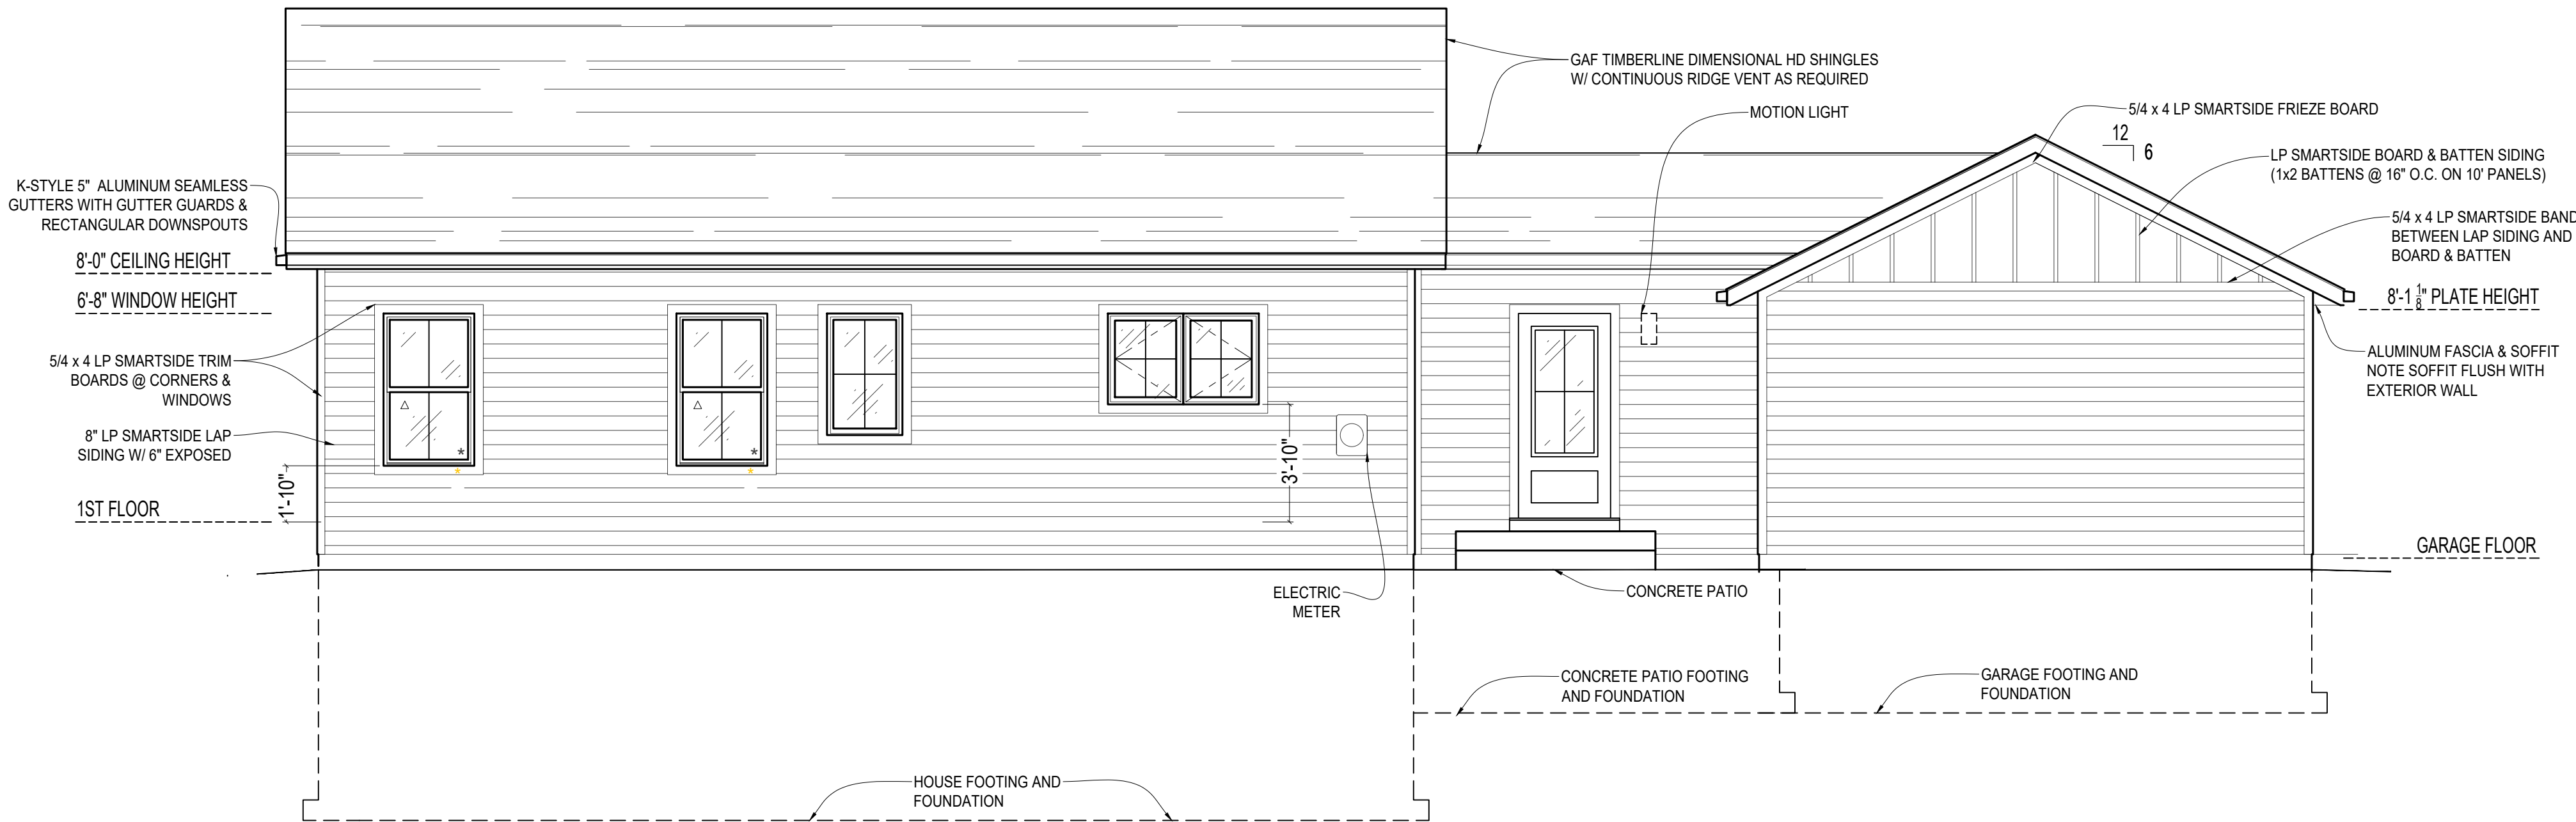 GAF TIMBERLINE DIMENSIONAL HD SHINGLES
W/ CONTINUOUS RIDGE VENT AS REQUIRED
MOTION LIGHT
5/4 x 4 LP SMARTSIDE FRIEZE BOARD
12
6
LP SMARTSIDE BOARD & BATTEN SIDING
(1x2 BATTENS @ 16" O.C. ON 10' PANELS)
K-STYLE 5" ALUMINUM SEAMLESS
GUTTERS WITH GUTTER GUARDS &
RECTANGULAR DOWNSPOUTS
5/4 x 4 LP SMARTSIDE BAND
BETWEEN LAP SIDING AND
BOARD & BATTEN
8'-0" CEILING HEIGHT
6'-8" WINDOW HEIGHT
8'-1 1/8" PLATE HEIGHT
5/4 x 4 LP SMARTSIDE TRIM
BOARDS @ CORNERS &
WINDOWS
ALUMINUM FASCIA & SOFFIT
NOTE SOFFIT FLUSH WITH
EXTERIOR WALL
8" LP SMARTSIDE LAP
SIDING W/ 6" EXPOSED
* *
* *
1'-10"
3'-10"
1ST FLOOR
GARAGE FLOOR
ELECTRIC
METER
CONCRETE PATIO
CONCRETE PATIO FOOTING
AND FOUNDATION
GARAGE FOOTING AND
FOUNDATION
HOUSE FOOTING AND
FOUNDATION